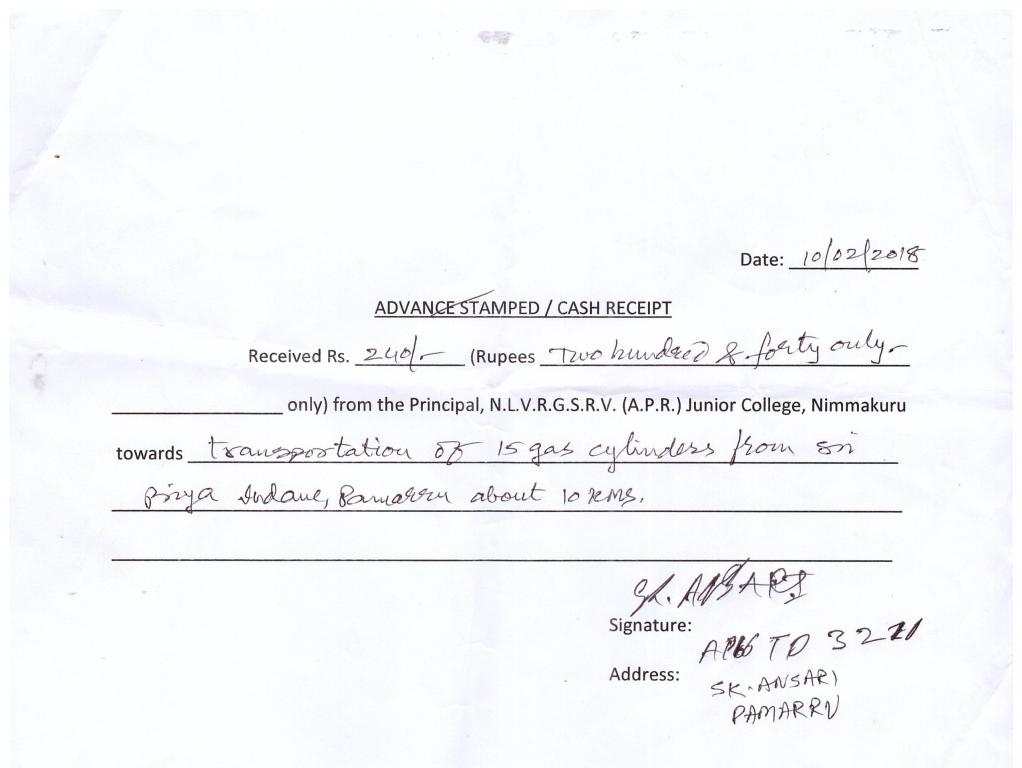 Date: 10/02/2018
ADVANCE STAMPED / CASH RECEIPT
Received Rs. 240/- (Rupees Two hundred & forty only-
only) from the Principal, N.L.V.R.G.S.R.V. (A.P.R.) Junior College, Nimmakuru
towards transportation of 15 gas cylinders from Sri
Priya Indane, Pamarru about 10 KMS.
SK. ANSARI
Signature:
AP16 TD 3221
Address:
SK. ANSARI
PAMARRU